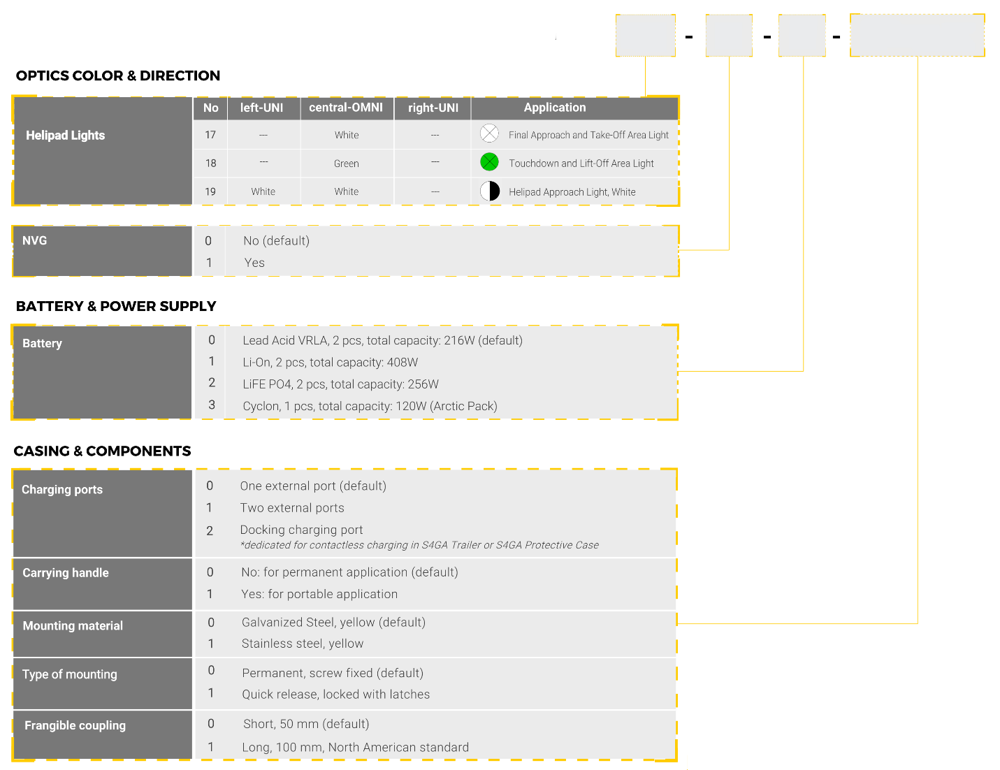 - - -
OPTICS COLOR & DIRECTION
Helipad Lights
No left-UNI central-OMNI right-UNI Application
17 --- White --- Final Approach and Take-Off Area Light
18 --- Green --- Touchdown and Lift-Off Area Light
19 White White --- Helipad Approach Light, White
NVG
0 No (default)
1 Yes
BATTERY & POWER SUPPLY
Battery
0 Lead Acid VRLA, 2 pcs, total capacity: 216W (default)
1 Li-On, 2 pcs, total capacity: 408W
2 LiFE PO4, 2 pcs, total capacity: 256W
3 Cyclon, 1 pcs, total capacity: 120W (Arctic Pack)
CASING & COMPONENTS
Charging ports
0 One external port (default)
1 Two external ports
2 Docking charging port
*dedicated for contactless charging in S4GA Trailer or S4GA Protective Case
Carrying handle
0 No: for permanent application (default)
1 Yes: for portable application
Mounting material
0 Galvanized Steel, yellow (default)
1 Stainless steel, yellow
Type of mounting
0 Permanent, screw fixed (default)
1 Quick release, locked with latches
Frangible coupling
0 Short, 50 mm (default)
1 Long, 100 mm, North American standard